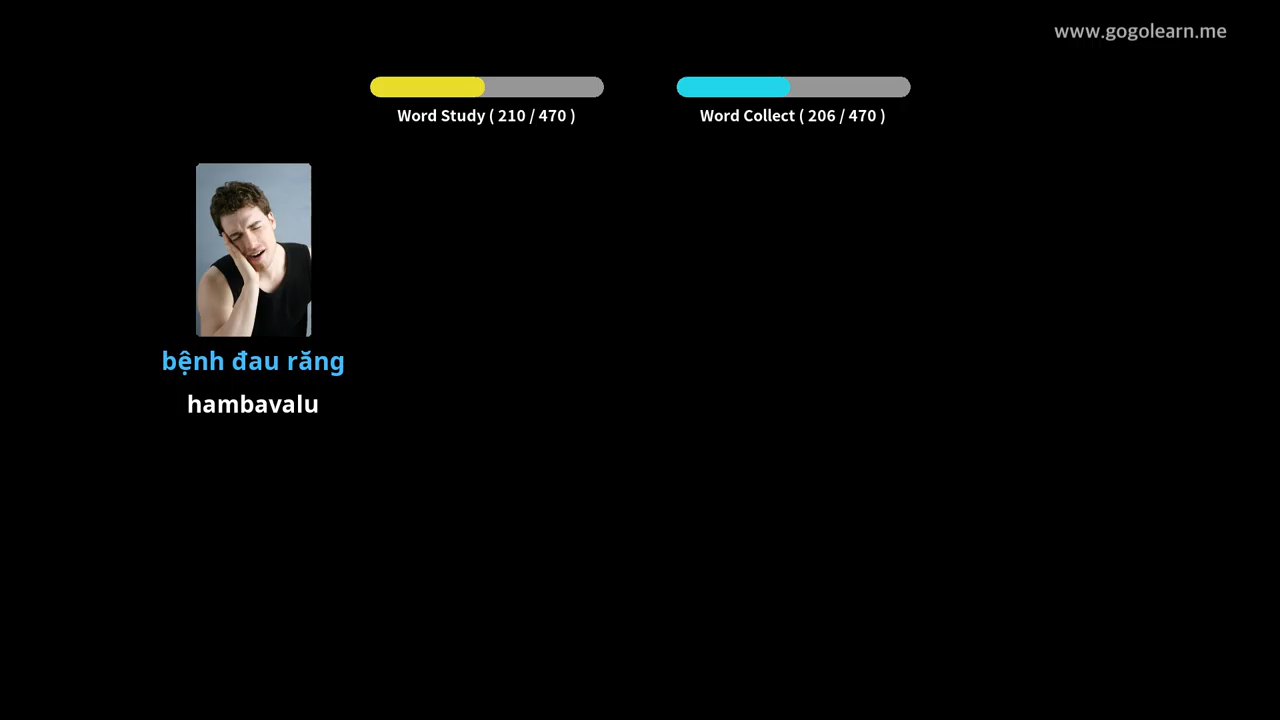 www.gogolearn.me
Word Study ( 210 / 470 )
Word Collect ( 206 / 470 )
bệnh đau răng
hambavalu